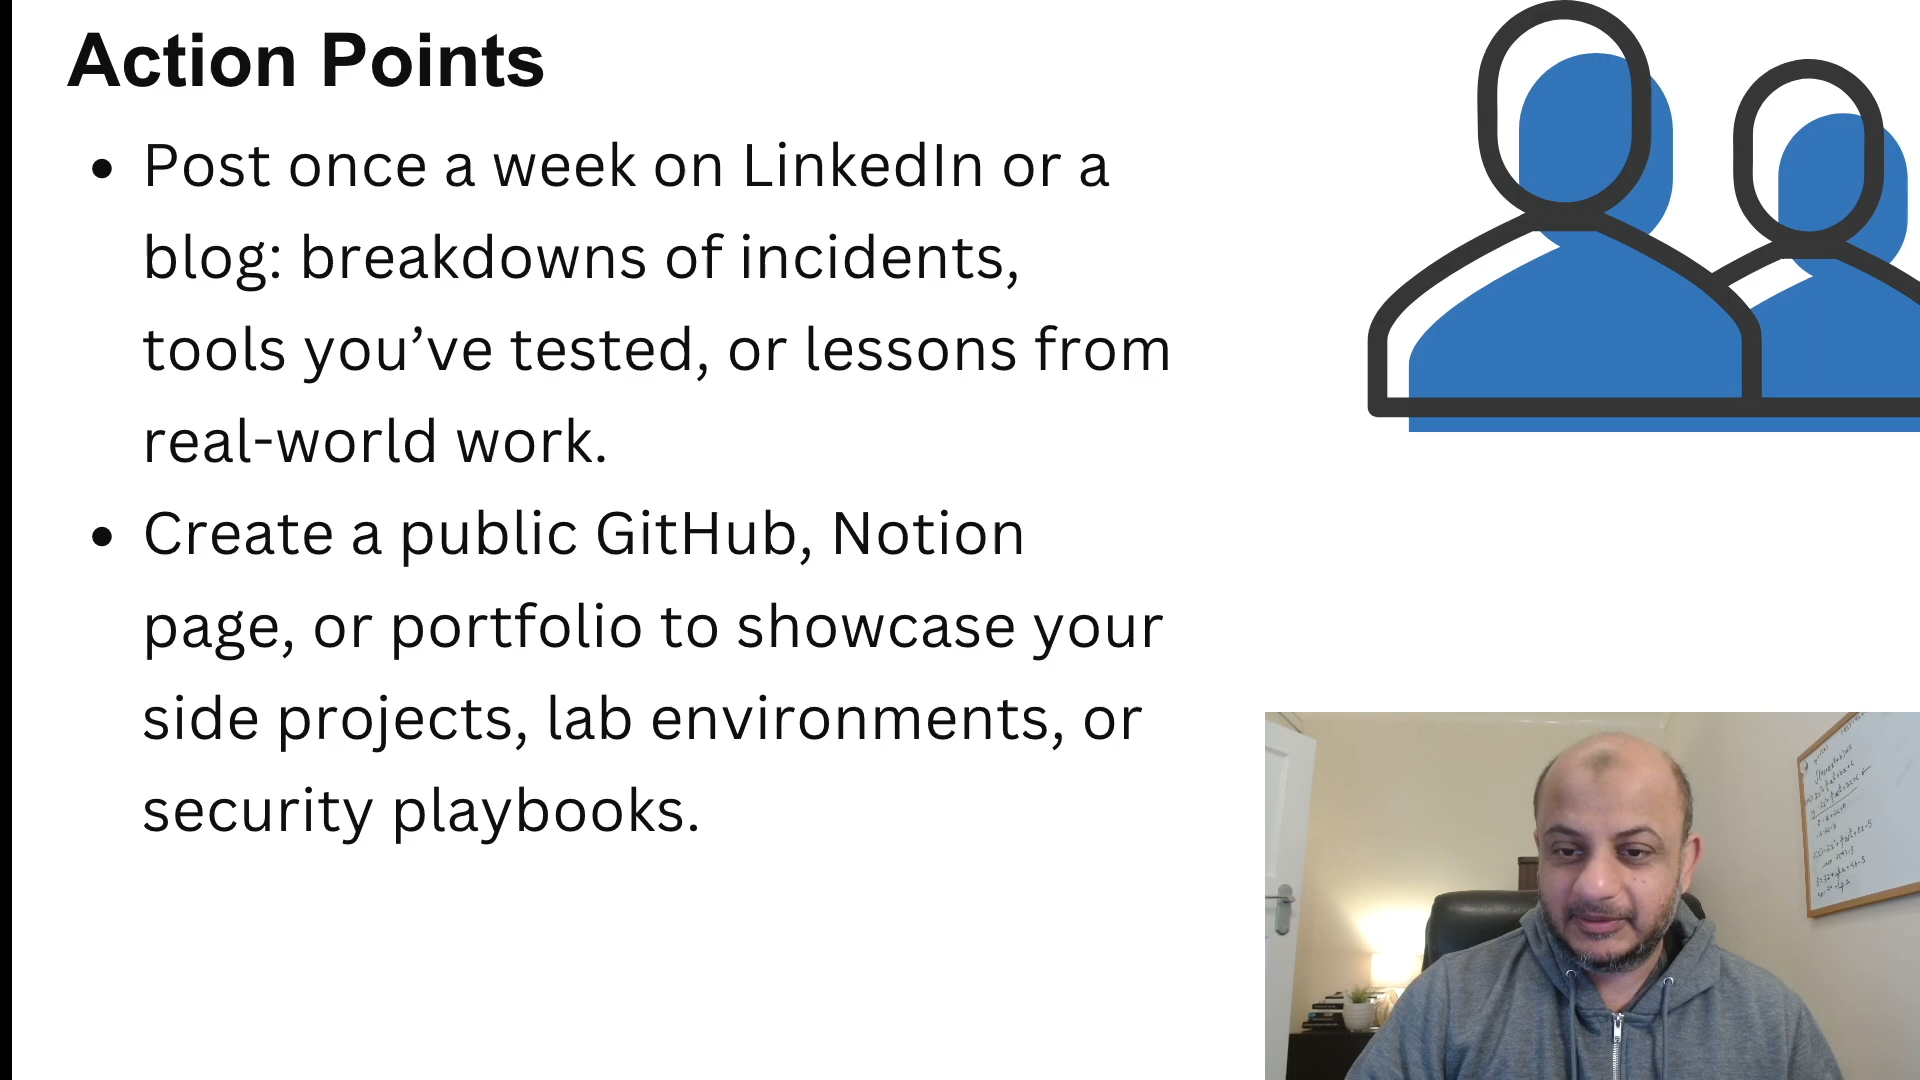 Action Points
• Post once a week on LinkedIn or a
blog: breakdowns of incidents,
tools you’ve tested, or lessons from
real-world work.
• Create a public GitHub, Notion
page, or portfolio to showcase your
side projects, lab environments, or
security playbooks.